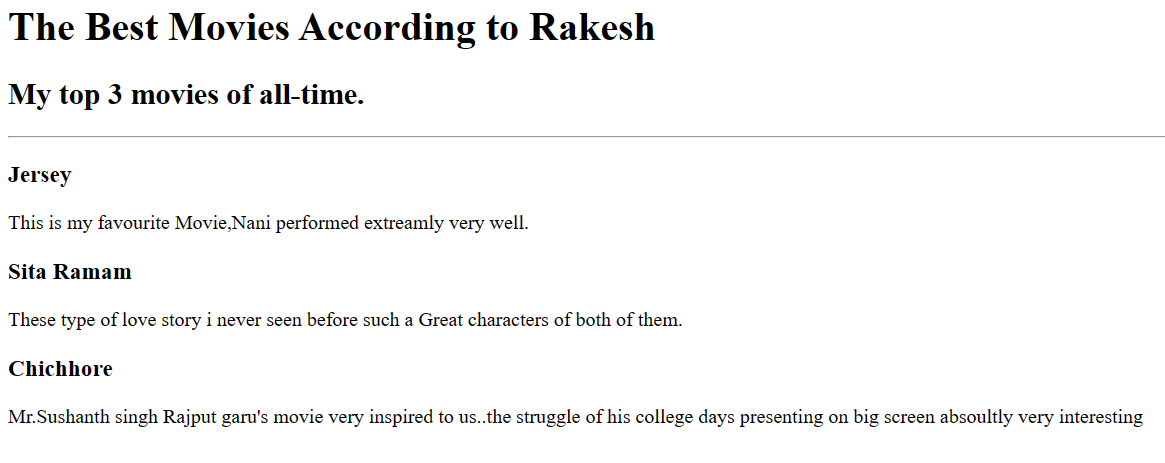 The Best Movies According to Rakesh
My top 3 movies of all-time.
Jersey
This is my favourite Movie,Nani performed extreamly very well.
Sita Ramam
These type of love story i never seen before such a Great characters of both of them.
Chichhore
Mr.Sushanth singh Rajput garu's movie very inspired to us..the struggle of his college days presenting on big screen absoultly very interesting